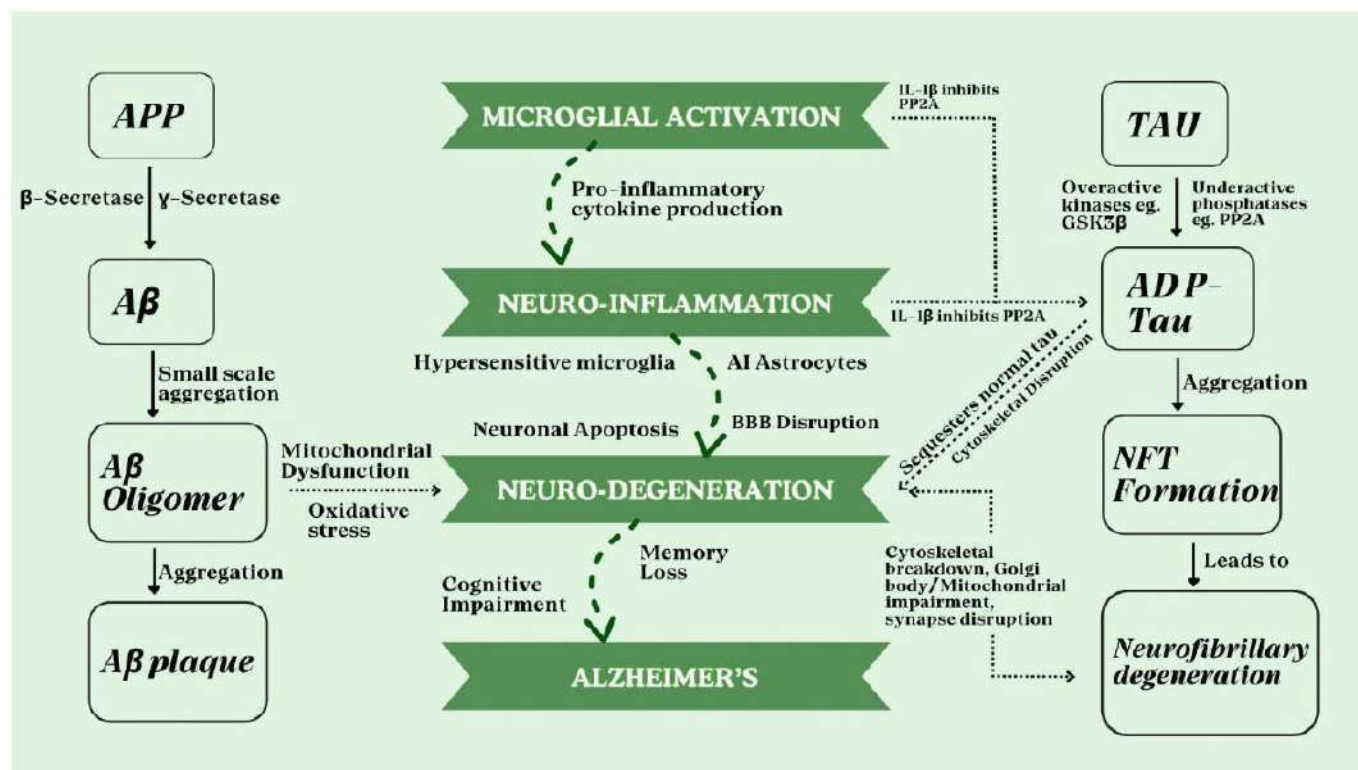 APP
β-Secretase
γ-Secretase
Aβ
Small scale
aggregation
Aβ
Oligomer
Aggregation
Aβ plaque
Mitochondrial
Dysfunction
Oxidative
stress
MICROGLIAL ACTIVATION
Pro-inflammatory
cytokine production
NEURO-INFLAMMATION
Hypersensitive microglia
AI Astrocytes
Neuronal Apoptosis
BBB Disruption
NEURO-DEGENERATION
Memory
Loss
Cognitive
Impairment
ALZHEIMER'S
IL-1β inhibits
PP2A
IL-1β inhibits PP2A
Sequesters normal tau
Cytoskeletal Disruption
Cytoskeletal
breakdown, Golgi
body/Mitochondrial
impairment,
synapse disruption
TAU
Overactive
kinases eg.
GSK3β
Underactive
phosphatases
eg. PP2A
AD P-
Tau
Aggregation
NFT
Formation
Leads to
Neurofibrillary
degeneration